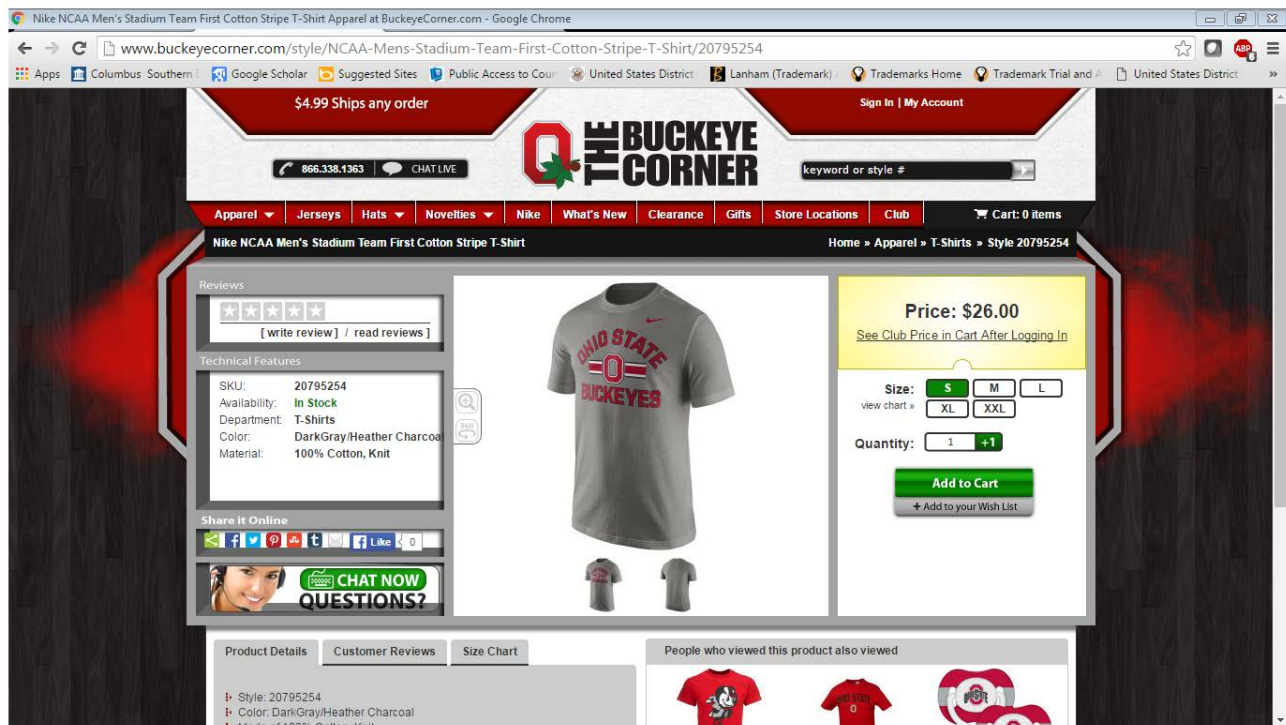 Nike NCAA Men's Stadium Team First Cotton Stripe T-Shirt Apparel at BuckeyeCorner.com - Google Chrome
www.buckeyecorner.com/style/NCAA-Mens-Stadium-Team-First-Cotton-Stripe-T-Shirt/20795254
ABP
Apps Columbus Southern Google Scholar Suggested Sites Public Access to Cour United States District Lanham (Trademark) Trademarks Home Trademark Trial and A United States District »
$4.99 Ships any order
Sign In | My Account
THE BUCKEYE
CORNER
866.338.1363 CHAT LIVE
keyword or style #
Apparel Jerseys Hats Novelties Nike What's New Clearance Gifts Store Locations Club Cart: 0 items
Nike NCAA Men's Stadium Team First Cotton Stripe T-Shirt
Home » Apparel » T-Shirts » Style 20795254
Reviews
[ write review ] / read reviews ]
Technical Features
SKU: 20795254
Availability: In Stock
Department: T-Shirts
Color: DarkGray/Heather Charcoal
Material: 100% Cotton, Knit
Share it Online
Like 0
CHAT NOW
QUESTIONS?
360
OHIO STATE
O
BUCKEYES
Price: $26.00
See Club Price in Cart After Logging In
Size: S M L
view chart » XL XXL
Quantity: 1 +1
Add to Cart
+ Add to your Wish List
Product Details Customer Reviews Size Chart
Style: 20795254
Color: DarkGray/Heather Charcoal
People who viewed this product also viewed